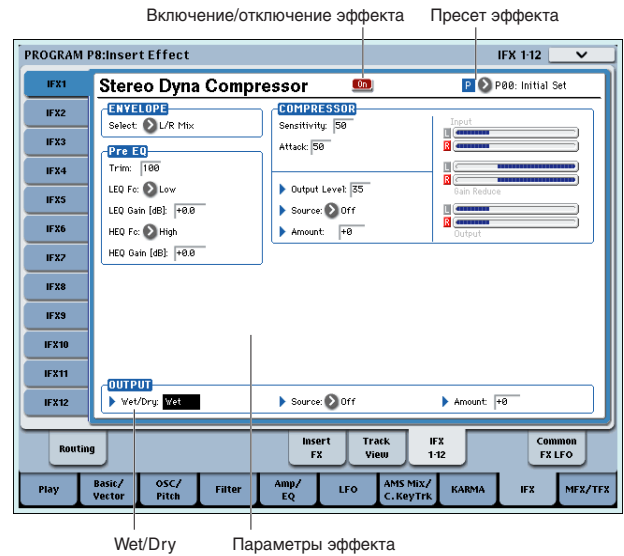 Включение/отключение эффекта Пресет эффекта
PROGRAM P8:Insert Effect IFX 1-12
IFX1 Stereo Dyna Compressor On P P00: Initial Set
IFX2
IFX3
IFX4
IFX5
IFX6
IFX7
IFX8
IFX9
IFX10
IFX11
IFX12
ENVELOPE
Select: L/R Mix
Pre EQ
Trim: 100
LEQ Fc: Low
LEQ Gain [dB]: +0.0
HEQ Fc: High
HEQ Gain [dB]: +0.0
COMPRESSOR
Sensitivity: 50
Attack: 50
Output Level: 35
Source: Off
Amount: +0
Input
L
R
L
R
Gain Reduce
L
R
Output
OUTPUT
Wet/Dry: Wet Source: Off Amount: +0
Routing
Insert FX
Track View
IFX 1-12
Common FX LFO
Play
Basic/ Vector
OSC/ Pitch
Filter
Amp/ EQ
LFO
AMS Mix/ C.KeyTrk
KARMA
IFX
MFX/TFX
Wet/Dry Параметры эффекта